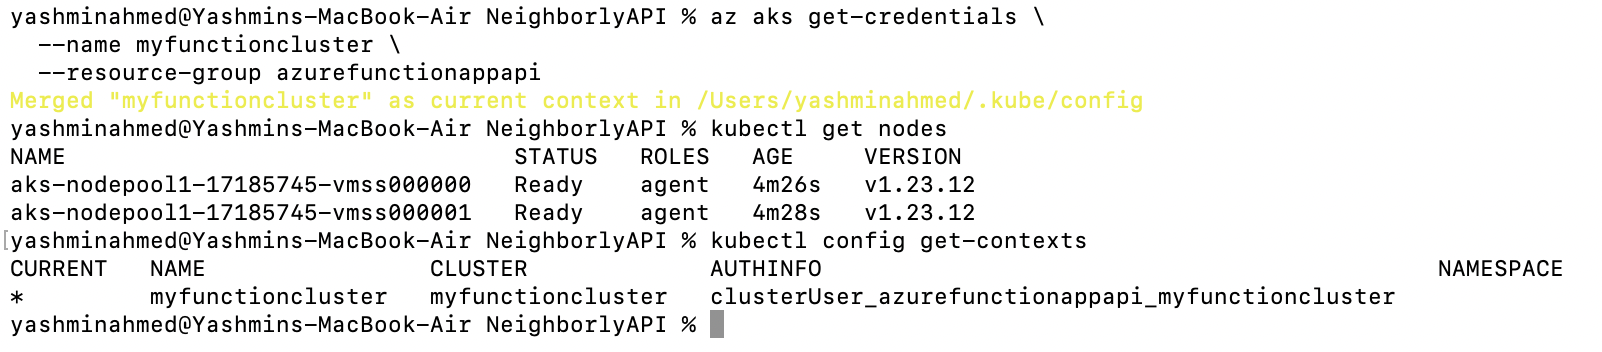 yashminahmed@Yashmins-MacBook-Air NeighborlyAPI % az aks get-credentials \
  --name myfunctioncluster \
  --resource-group azurefunctionappapi
Merged "myfunctioncluster" as current context in /Users/yashminahmed/.kube/config
yashminahmed@Yashmins-MacBook-Air NeighborlyAPI % kubectl get nodes
NAME                                STATUS   ROLES   AGE     VERSION
aks-nodepool1-17185745-vmss000000   Ready    agent   4m26s   v1.23.12
aks-nodepool1-17185745-vmss000001   Ready    agent   4m28s   v1.23.12
[yashminahmed@Yashmins-MacBook-Air NeighborlyAPI % kubectl config get-contexts
CURRENT   NAME                CLUSTER             AUTHINFO                                            NAMESPACE
*         myfunctioncluster   myfunctioncluster   clusterUser_azurefunctionappapi_myfunctioncluster
yashminahmed@Yashmins-MacBook-Air NeighborlyAPI %